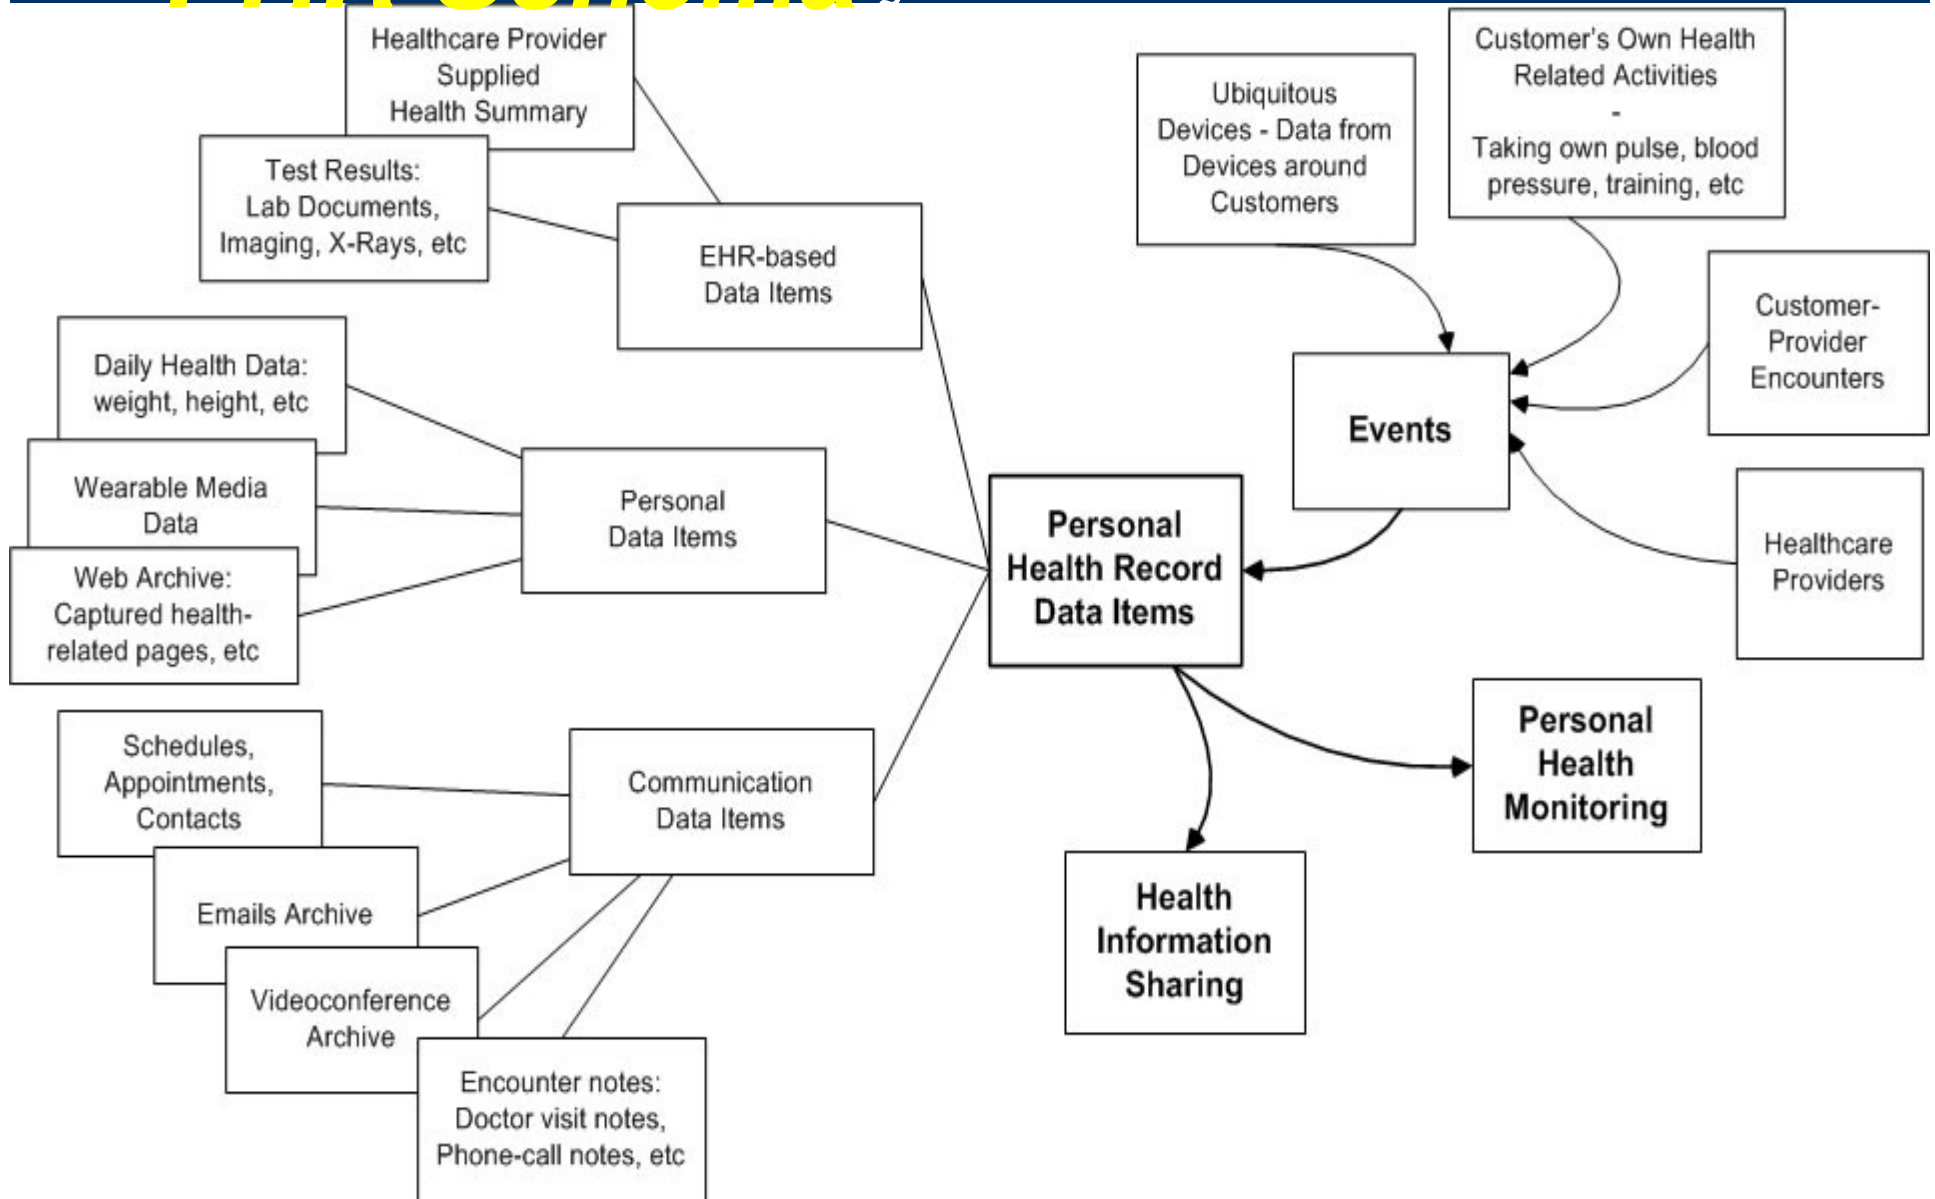 PHR Schema
Healthcare Provider
Supplied
Health Summary
Test Results:
Lab Documents,
Imaging, X-Rays, etc
EHR-based
Data Items
Daily Health Data:
weight, height, etc
Wearable Media
Data
Web Archive:
Captured health-
related pages, etc
Personal
Data Items
Schedules,
Appointments,
Contacts
Emails Archive
Videoconference
Archive
Encounter notes:
Doctor visit notes,
Phone-call notes, etc
Communication
Data Items
Personal
Health Record
Data Items
Ubiquitous
Devices - Data from
Devices around
Customers
Customer's Own Health
Related Activities
-
Taking own pulse, blood
pressure, training, etc
Customer-
Provider
Encounters
Healthcare
Providers
Events
Personal
Health
Monitoring
Health
Information
Sharing